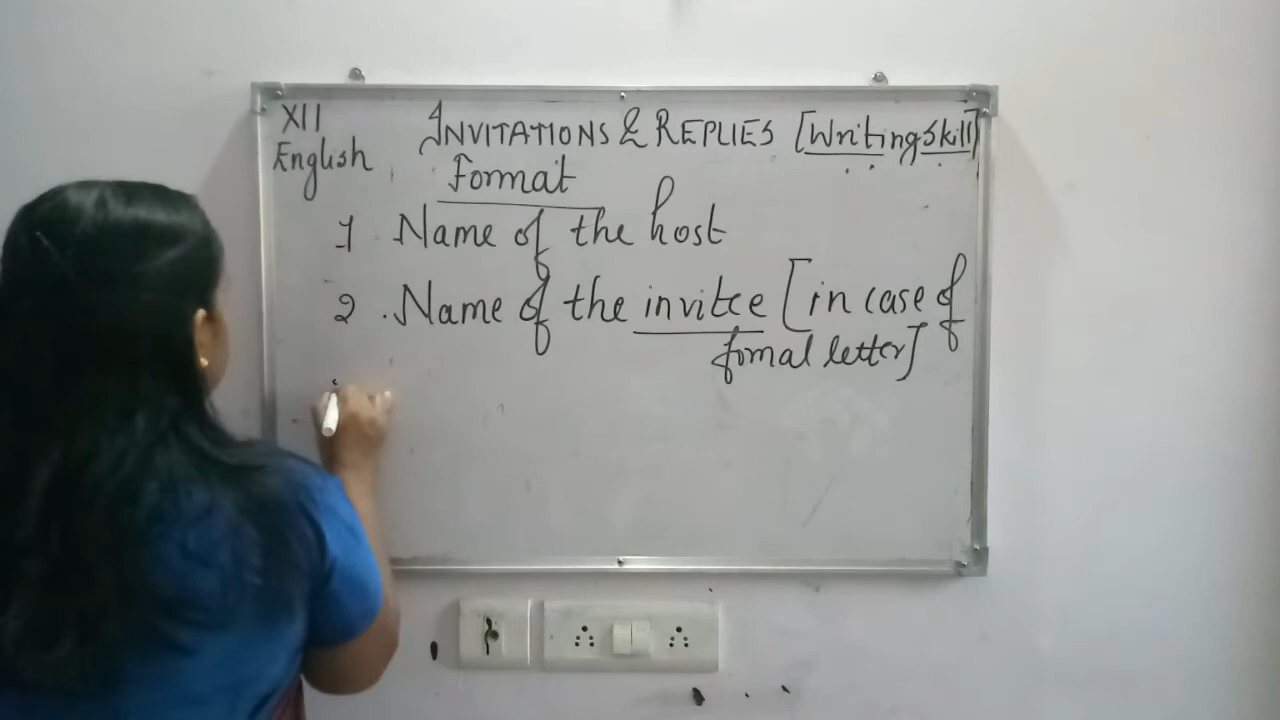 XII
English
INVITATIONS & REPLIES [Writing skill]
Format
1 Name of the host
2. Name of the invitee [in case of
fomal letter]